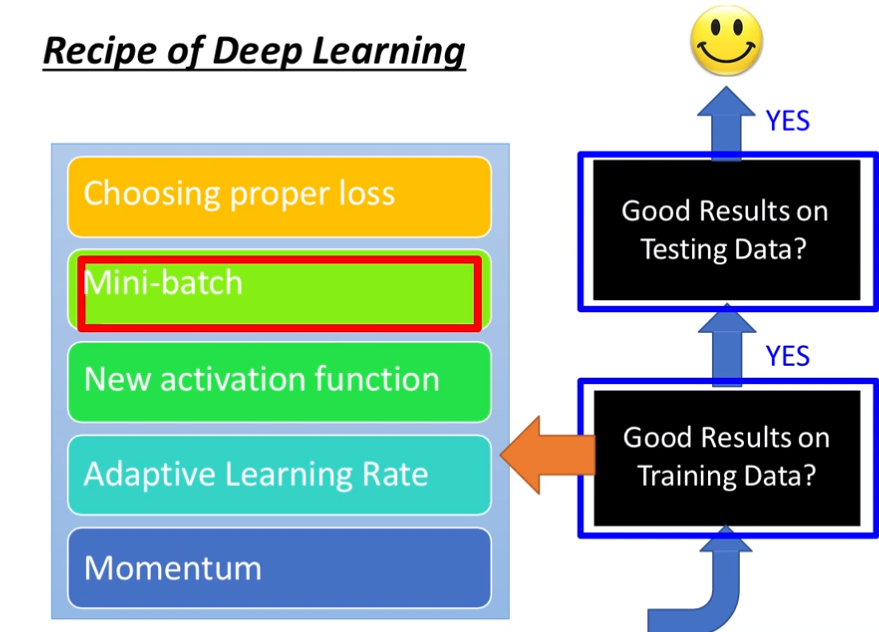 Recipe of Deep Learning
YES
Choosing proper loss
Good Results on
Testing Data?
Mini-batch
YES
New activation function
Good Results on
Training Data?
Adaptive Learning Rate
Momentum